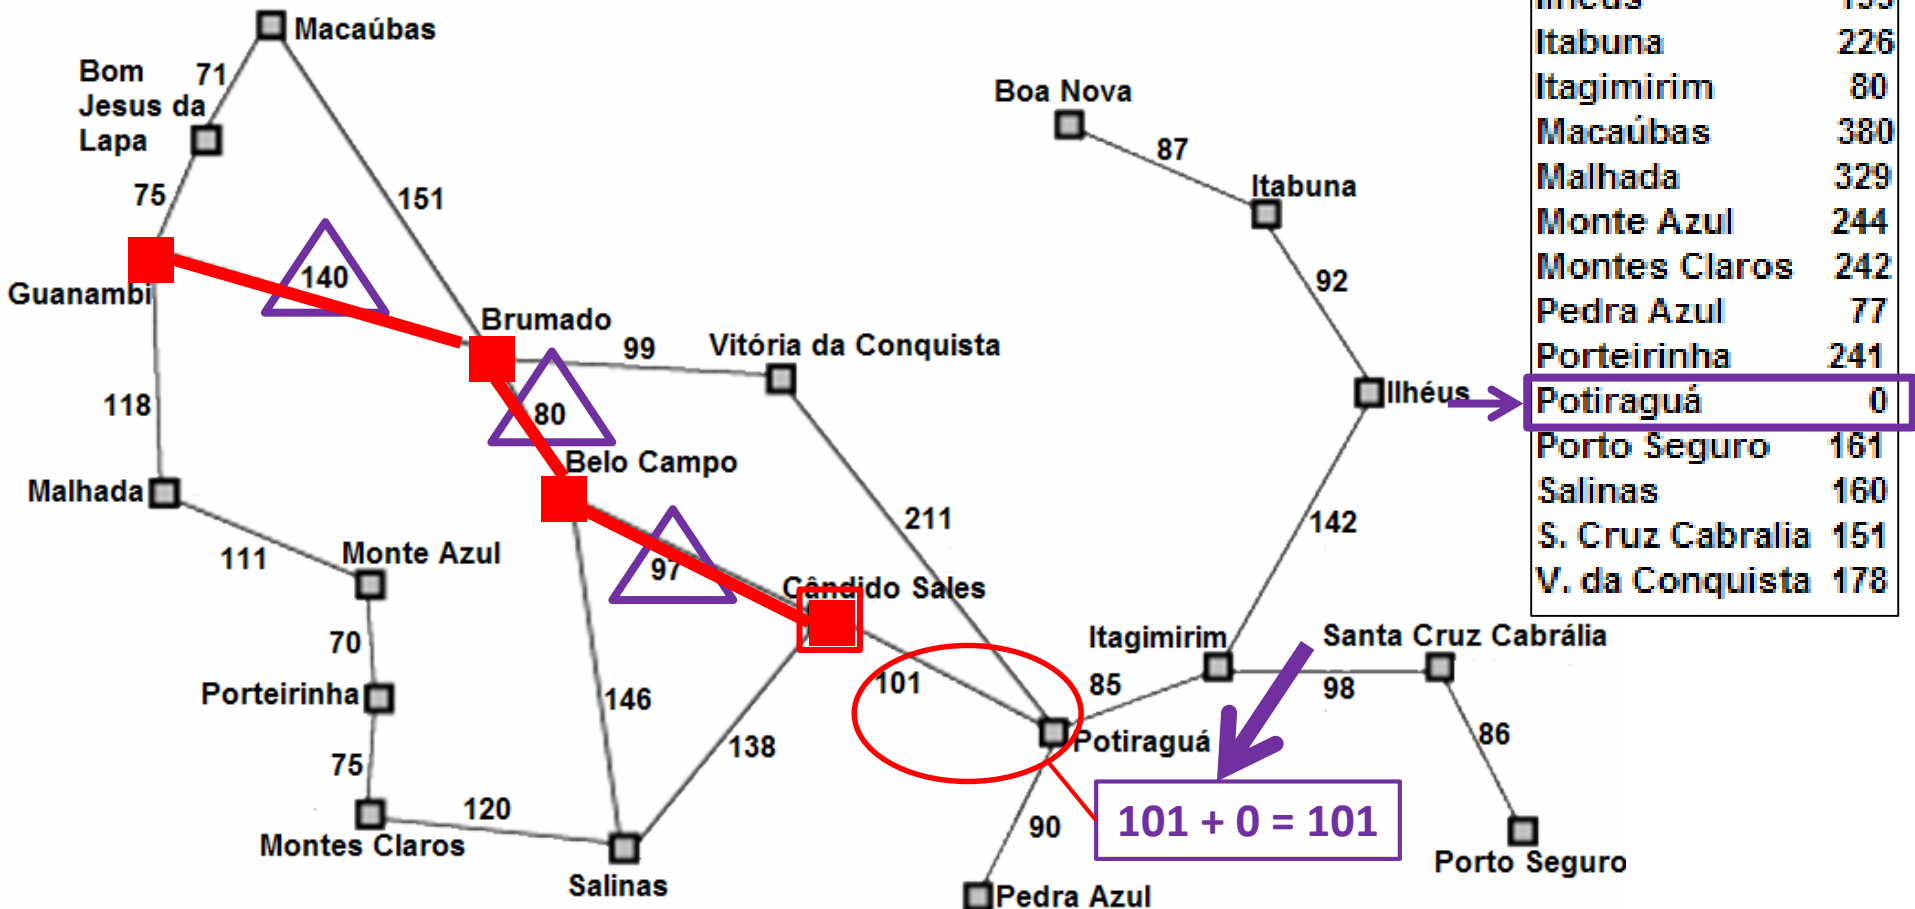 Macaúbas
Bom
Jesus da
Lapa
71
75
151
140
Guanambi
Brumado
99
Vitória da Conquista
80
118
Belo Campo
Malhada
111
Monte Azul
97
Cândido Sales
211
70
Porteirinha
146
101
75
138
120
Montes Claros
Salinas
Boa Nova
87
Itabuna
92
Ilhéus
142
Itagimirim
Santa Cruz Cabrália
85
98
Potiraguá
86
90
101 + 0 = 101
Porto Seguro
Pedra Azul
Itabuna 226
Itagimirim 80
Macaúbas 380
Malhada 329
Monte Azul 244
Montes Claros 242
Pedra Azul 77
Porteirinha 241
Potiraguá 0
Porto Seguro 161
Salinas 160
S. Cruz Cabralia 151
V. da Conquista 178